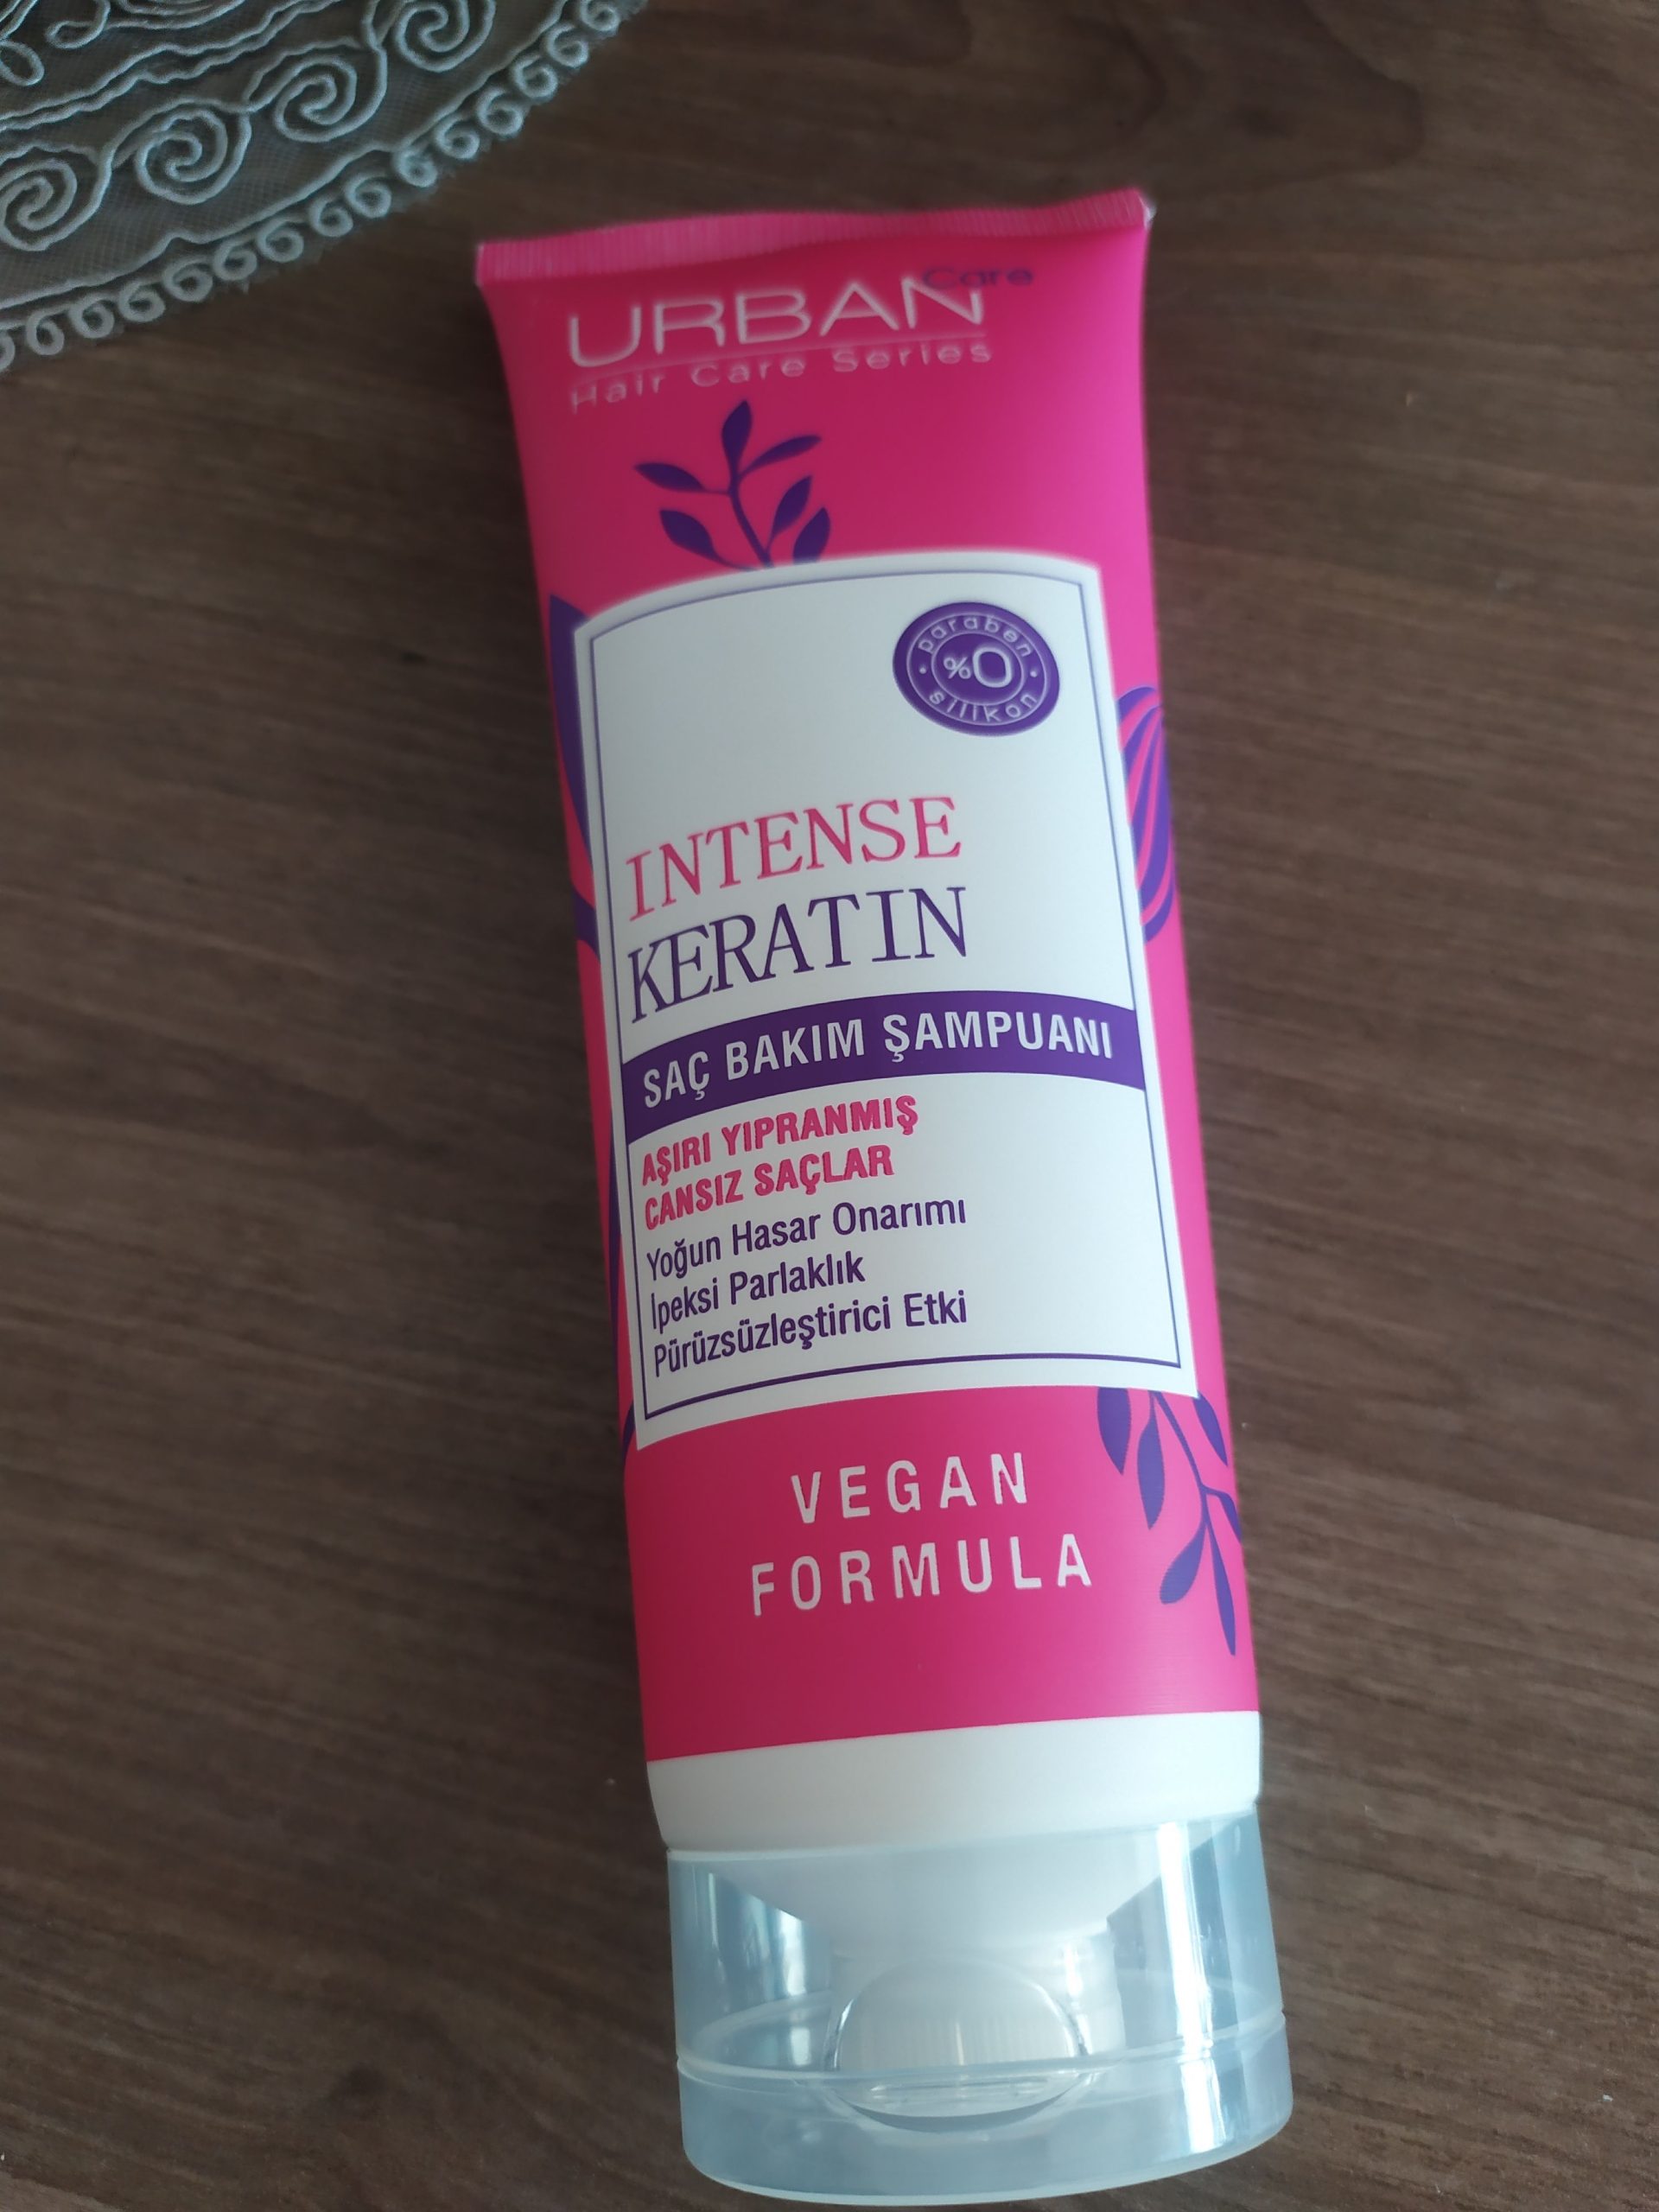 URBAN Care
Hair Care Series
paraben
%0
silikon
INTENSE
KERATIN
SAÇ BAKIM ŞAMPUANI
AŞIRI YIPRANMIŞ
CANSIZ SAÇLAR
Yoğun Hasar Onarımı
İpeksi Parlaklık
Pürüzsüzleştirici Etki
VEGAN
FORMULA